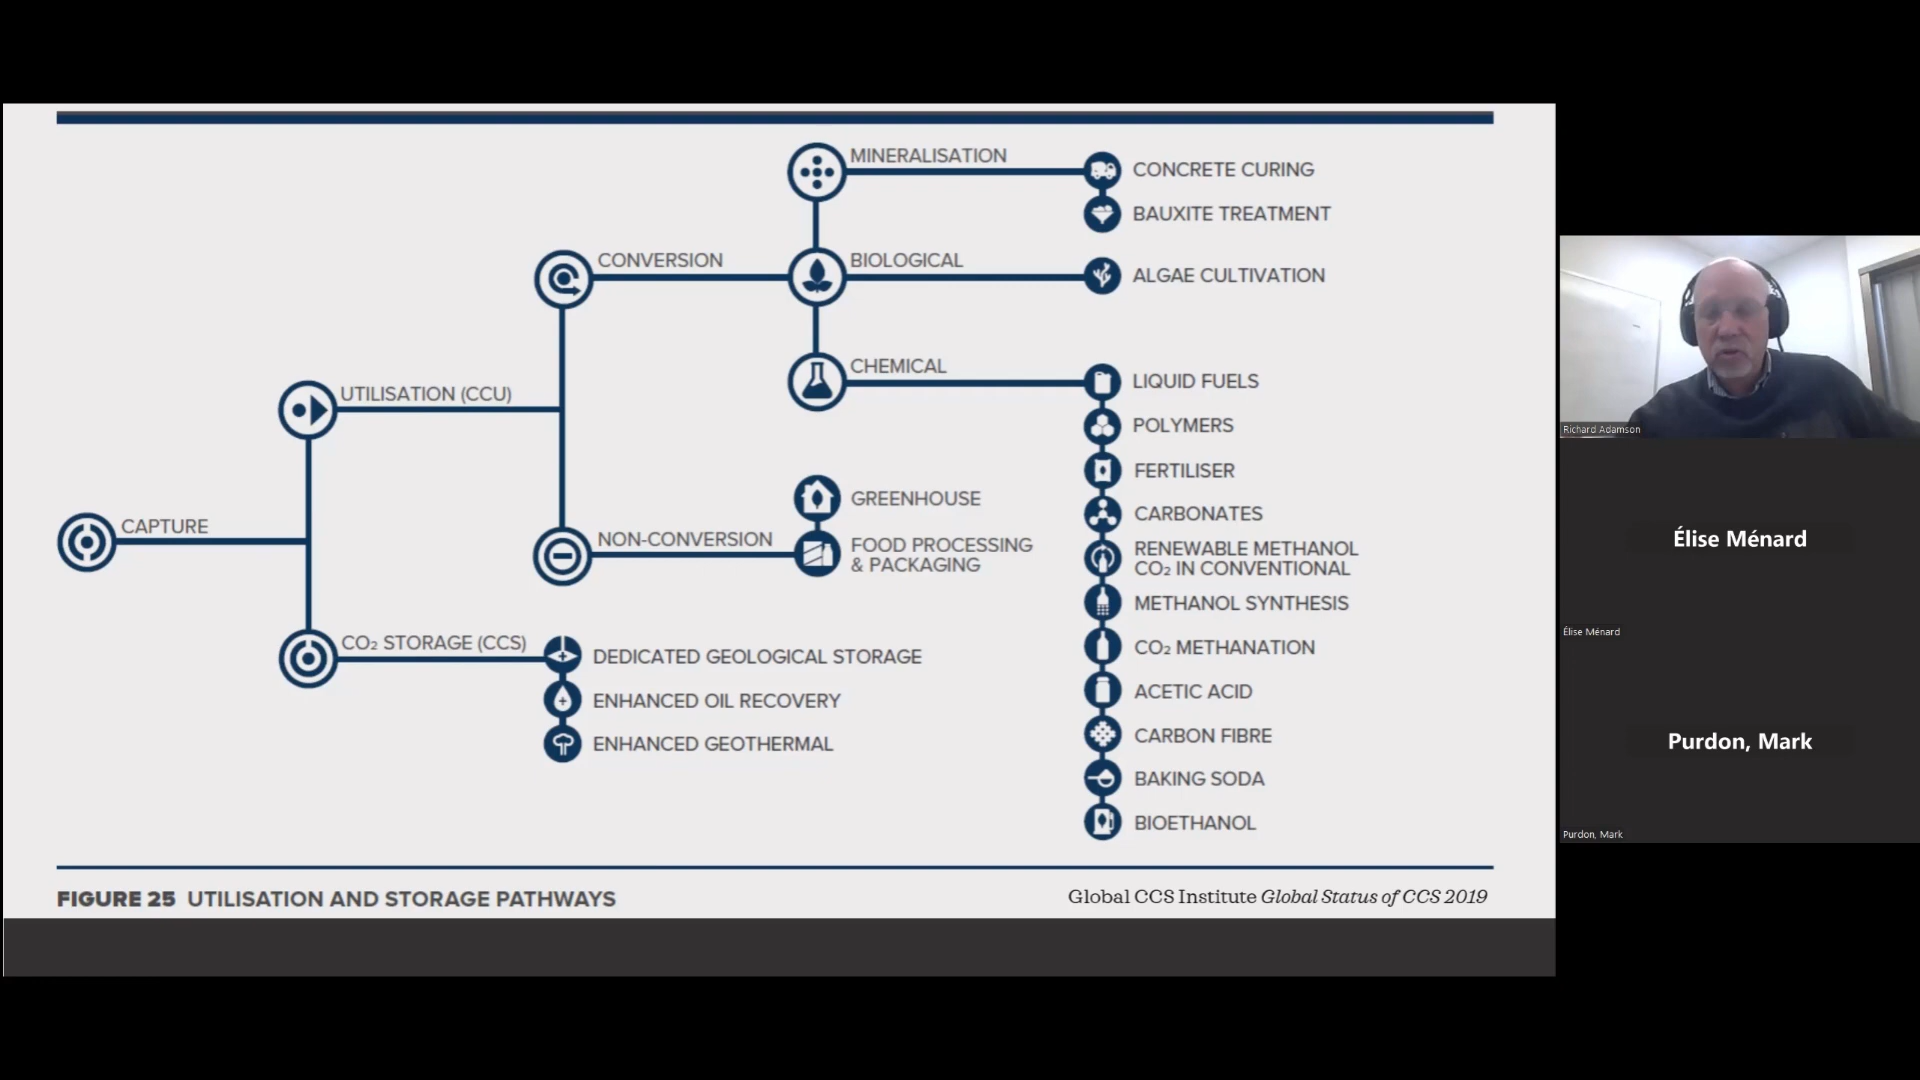 MINERALISATION
CONCRETE CURING
BAUXITE TREATMENT
CONVERSION
BIOLOGICAL
ALGAE CULTIVATION
CHEMICAL
LIQUID FUELS
UTILISATION (CCU)
POLYMERS
FERTILISER
GREENHOUSE
CARBONATES
CAPTURE
NON-CONVERSION
FOOD PROCESSING
& PACKAGING
RENEWABLE METHANOL
CO₂ IN CONVENTIONAL
METHANOL SYNTHESIS
CO₂ STORAGE (CCS)
DEDICATED GEOLOGICAL STORAGE
CO₂ METHANATION
ENHANCED OIL RECOVERY
ACETIC ACID
ENHANCED GEOTHERMAL
CARBON FIBRE
BAKING SODA
BIOETHANOL
FIGURE 25 UTILISATION AND STORAGE PATHWAYS
Global CCS Institute Global Status of CCS 2019
Richard Adamson
Élise Ménard
Élise Ménard
Purdon, Mark
Purdon, Mark